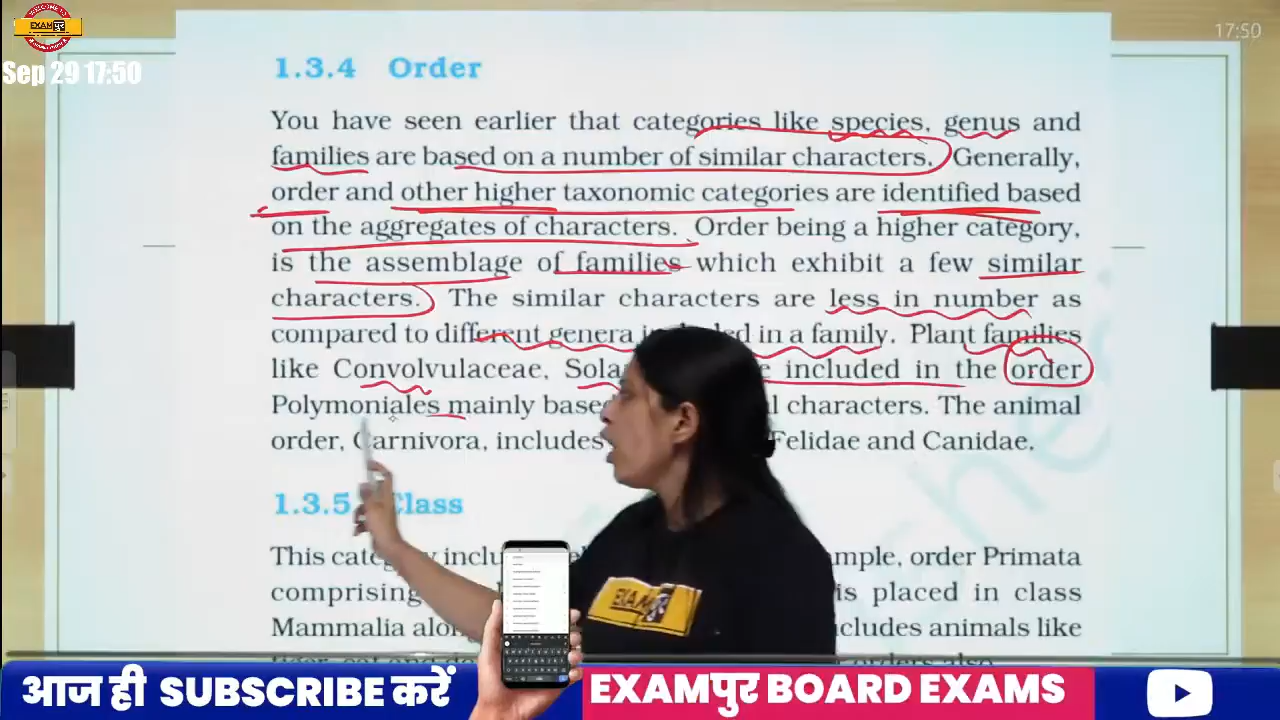 WELCOME TO
EXAMपुर
Sep 29 17:50
17:50
1.3.4 Order
You have seen earlier that categories like species, genus and
families are based on a number of similar characters. Generally,
order and other higher taxonomic categories are identified based
on the aggregates of characters. Order being a higher category,
is the assemblage of families which exhibit a few similar
characters. The similar characters are less in number as
compared to different genera in a family. Plant families
like Convolvulaceae, included in the order
Polymoniales mainly based characters. The animal
order, Carnivora, includes Felidae and Canidae.
1.3.5 Class
This category order Primata
comprising is placed in class
Mammalia includes animals like
EXAMपुर
आज ही SUBSCRIBE करें
EXAMपुर BOARD EXAMS